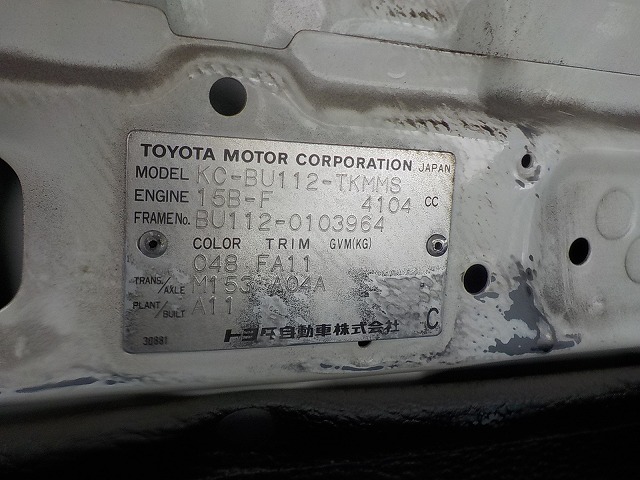 TOYOTA MOTOR CORPORATION JAPAN
MODEL KC-BU112-TKMMS
ENGINE 15B-F 4104 CC
FRAME No. BU112-0103964
COLOR TRIM GVM(KG)
048 FA11
TRANS./AXLE M153 A04A
PLANT/BUILT A11
トヨタ自動車株式会社 C
30881